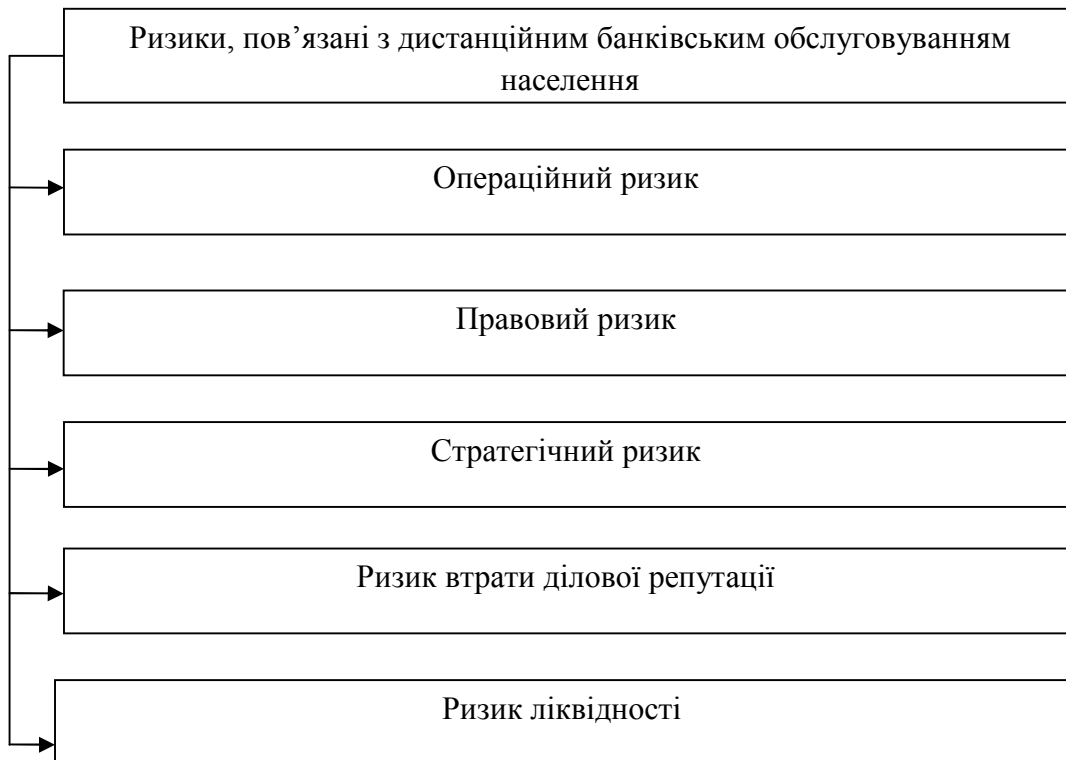 Ризики, пов’язані з дистанційним банківським обслуговуванням
населення
Операційний ризик
Правовий ризик
Стратегічний ризик
Ризик втрати ділової репутації
Ризик ліквідності